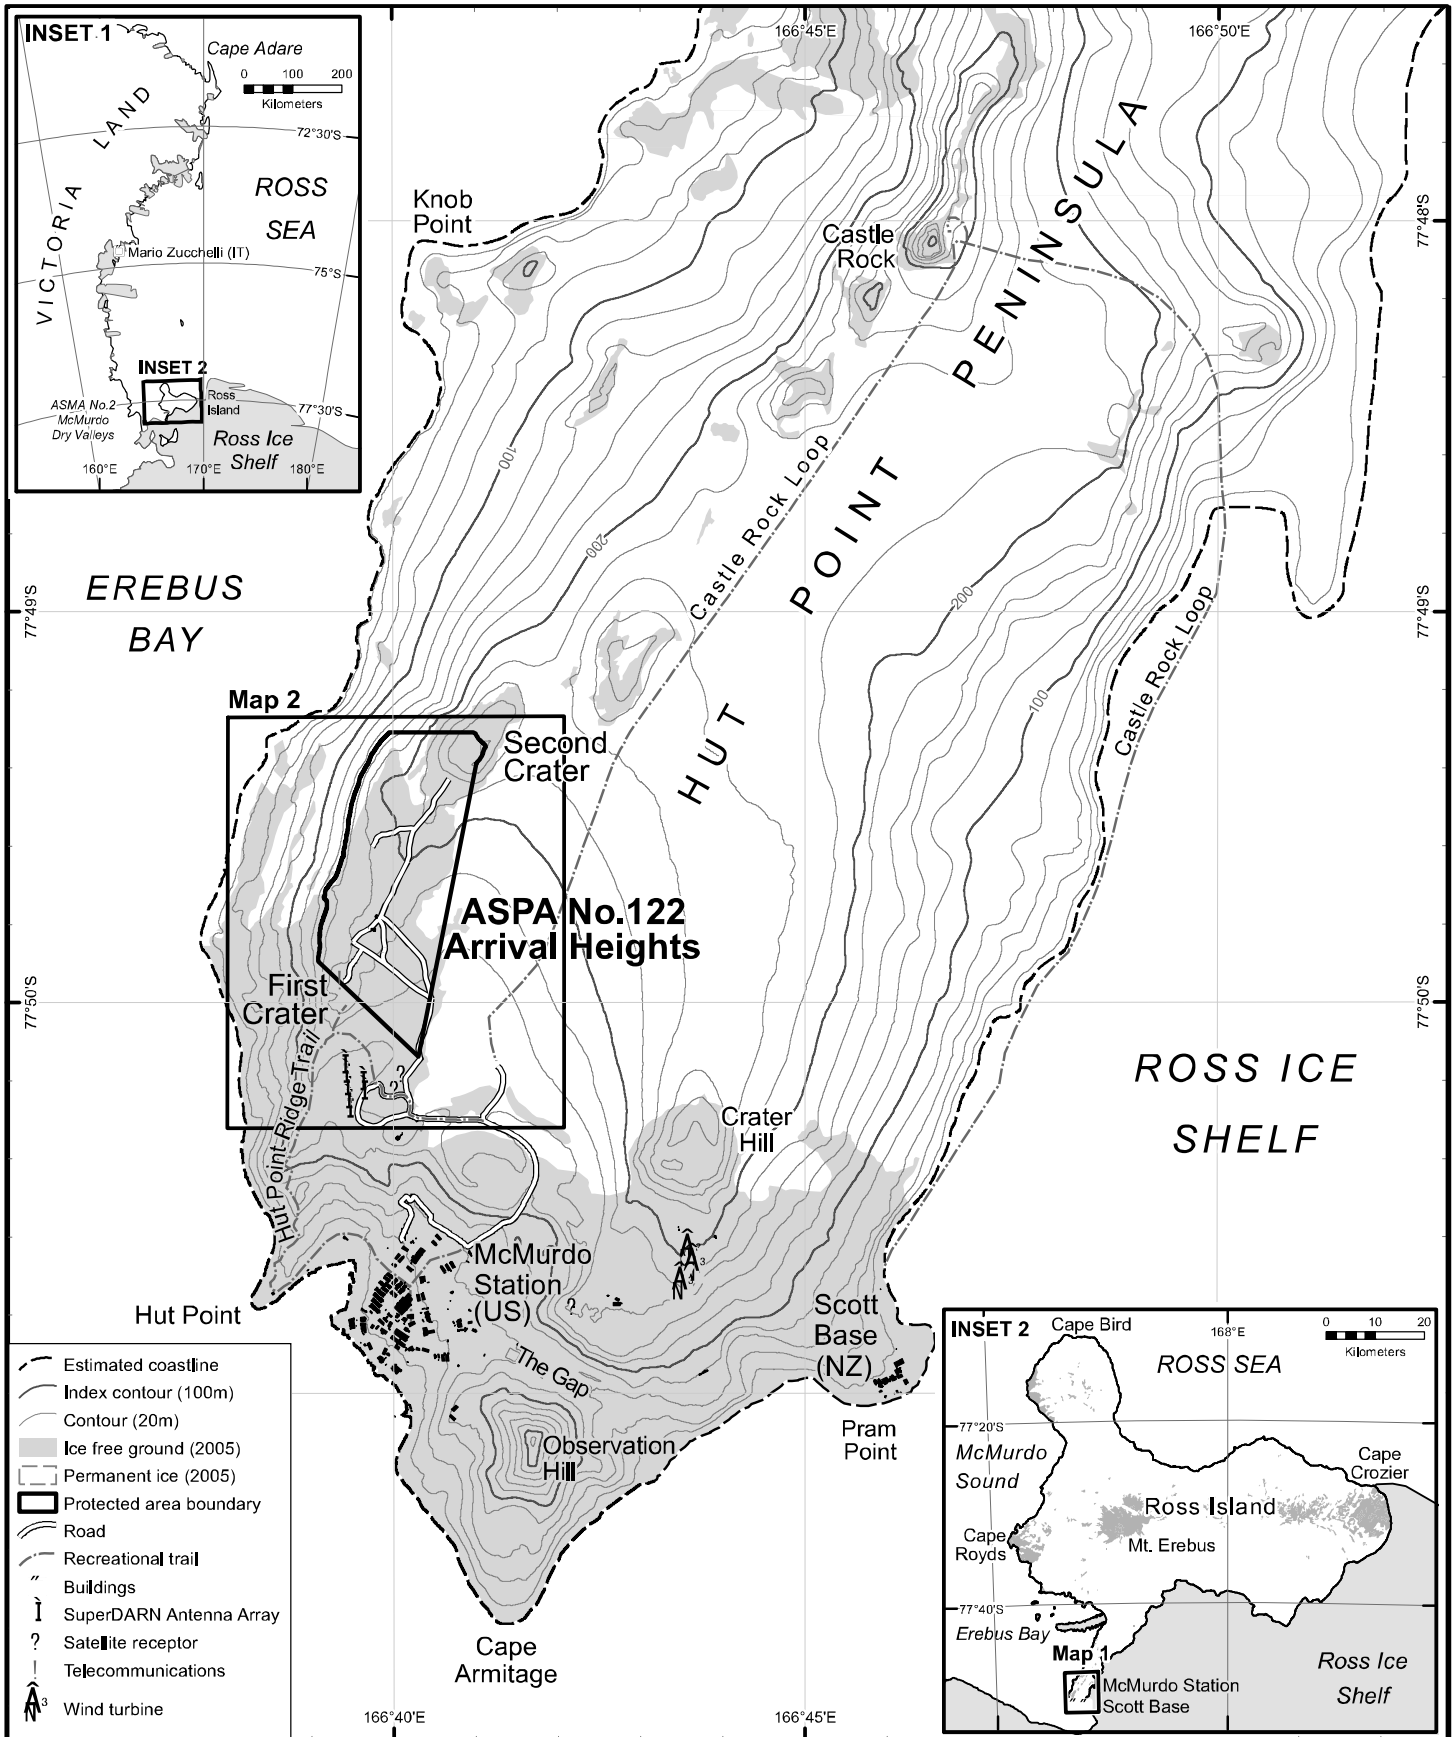 INSET 1
Cape Adare
0 100 200
Kilometers
VICTORIA LAND
72°30'S
ROSS
SEA
Mario Zucchelli (IT)
75°S
INSET 2
Ross
Island
ASMA No.2
McMurdo
Dry Valleys
77°30'S
Ross Ice
Shelf
160°E
170°E
180°E
166°45'E
166°50'E
Knob
Point
Castle
Rock
77°48'S
HUT POINT PENINSULA
100
200
Castle Rock Loop
EREBUS
BAY
77°49'S
77°49'S
200
100
Castle Rock Loop
Map 2
Second
Crater
ASPA No.122
Arrival Heights
First
Crater
77°50'S
77°50'S
Hut Point Ridge Trail
ROSS ICE
SHELF
Crater
Hill
McMurdo
Station
(US)
Hut Point
The Gap
Scott
Base
(NZ)
Pram
Point
Observation
Hill
Cape
Armitage
166°40'E
166°45'E
Estimated coastline
Index contour (100m)
Contour (20m)
Ice free ground (2005)
Permanent ice (2005)
Protected area boundary
Road
Recreational trail
Buildings
SuperDARN Antenna Array
? Satellite receptor
Telecommunications
Wind turbine
INSET 2
Cape Bird
168°E
0 10 20
Kilometers
ROSS SEA
77°20'S
McMurdo
Sound
Cape
Crozier
Ross Island
Cape
Royds
Mt. Erebus
77°40'S
Erebus Bay
Map 1
McMurdo Station
Scott Base
Ross Ice
Shelf